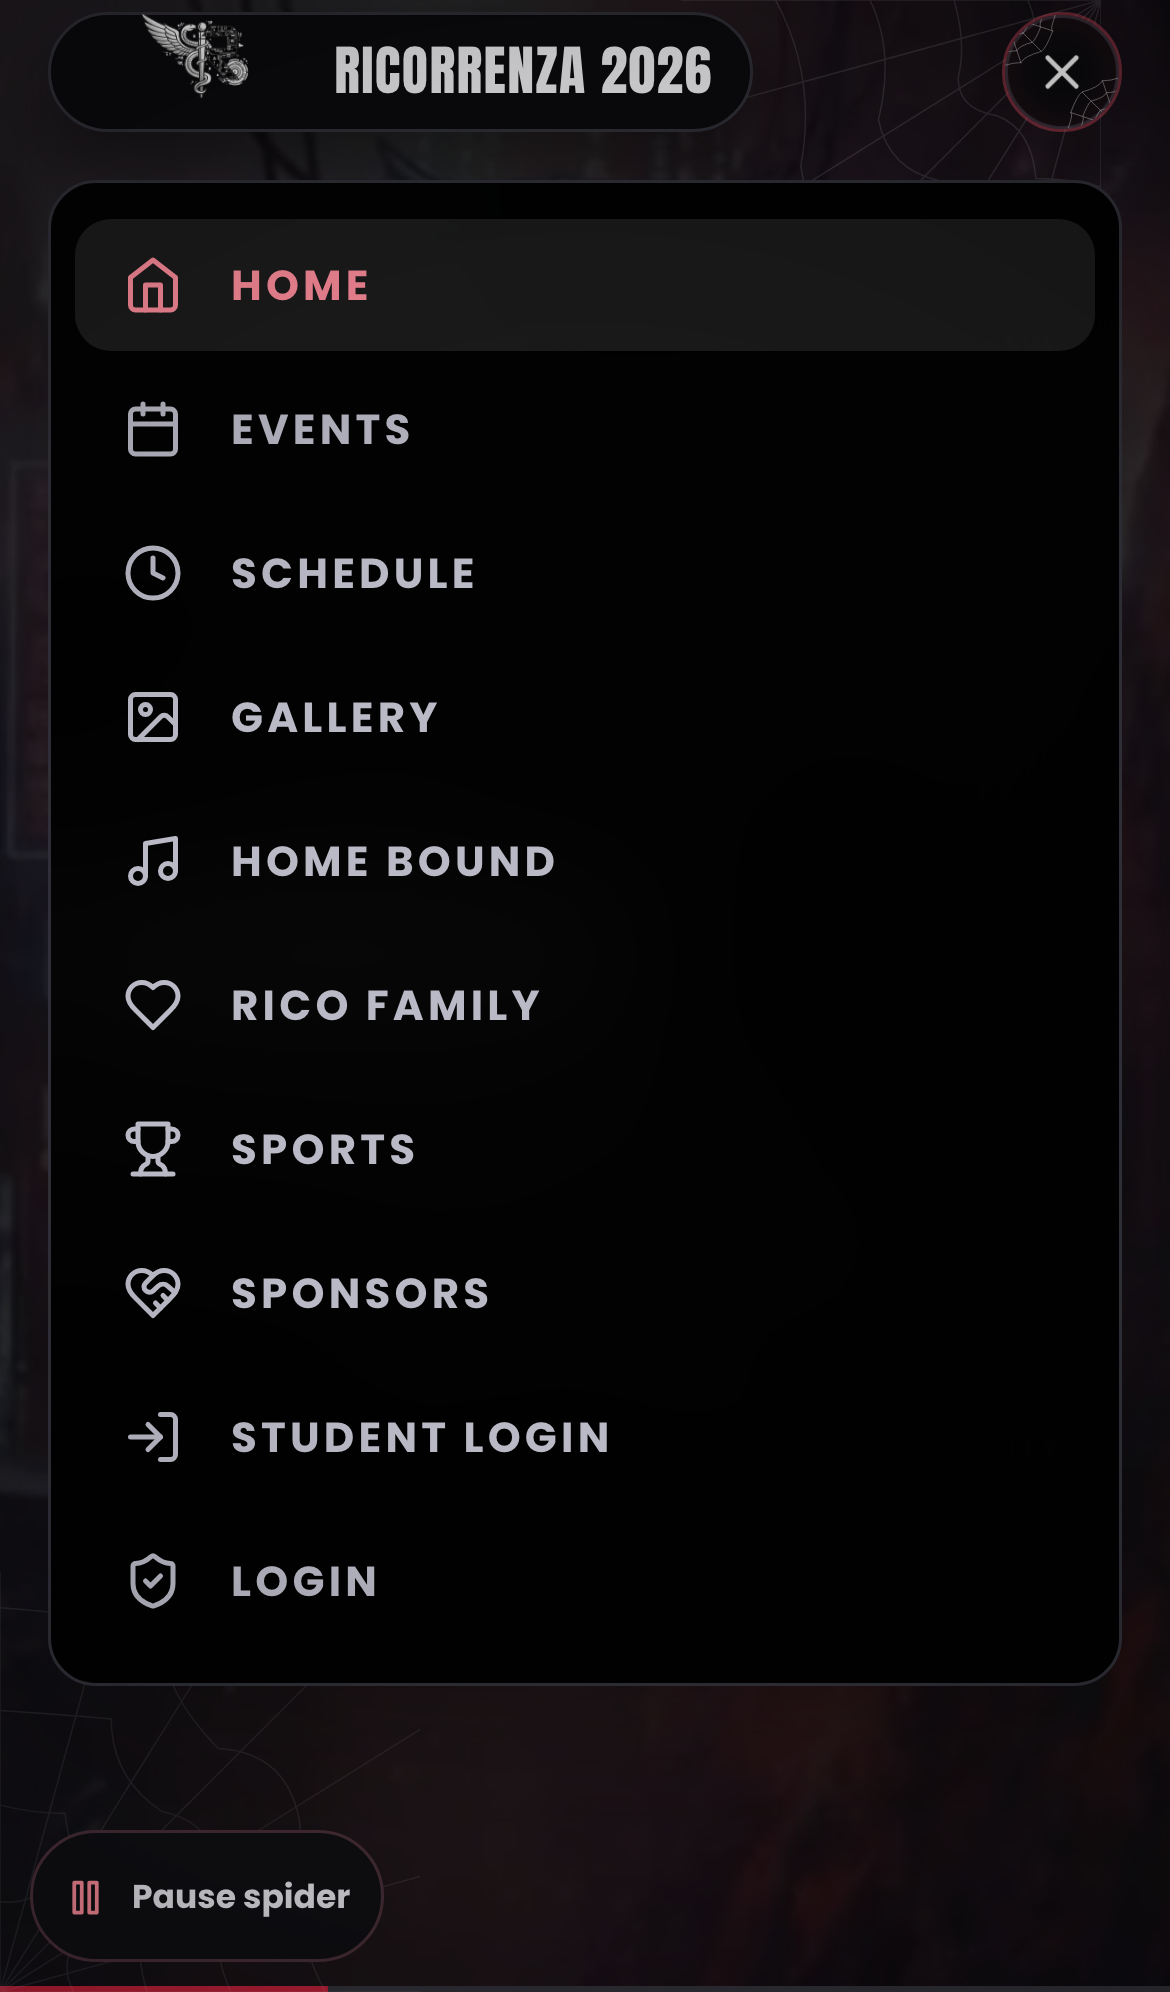 RICORRENZA 2026
HOME
EVENTS
SCHEDULE
GALLERY
HOME BOUND
RICO FAMILY
SPORTS
SPONSORS
STUDENT LOGIN
LOGIN
Pause spider